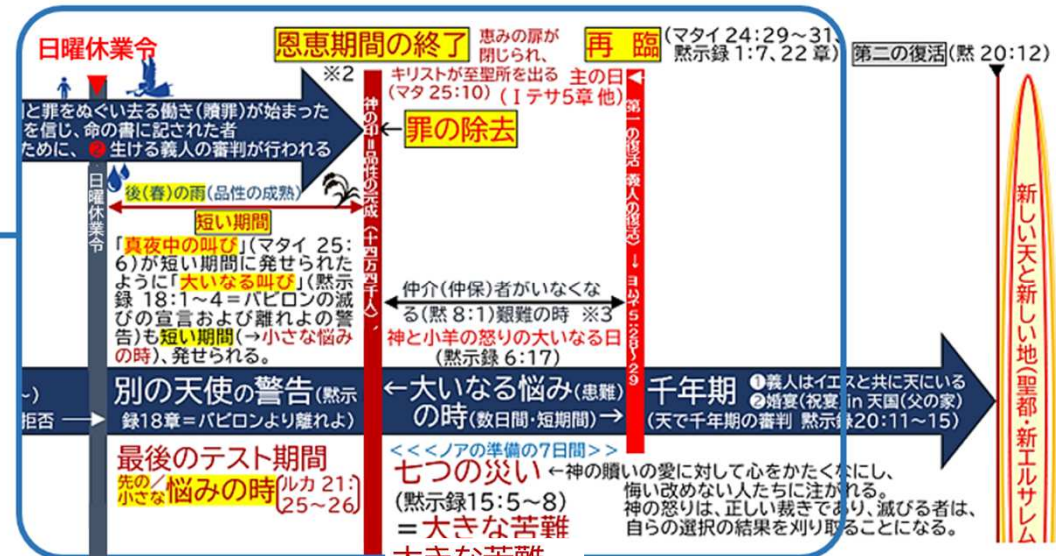 日曜休業令
恩恵期間の終了
※2
恵みの扉が
閉じられ、
キリストが至聖所を出る
(マタ 25:10)
再 臨
(マタイ 24:29~31、
黙示録 1:7、22 章)
主の日
(Ⅰテサ5章 他)
第二の復活(黙 20:12)
と罪をぬぐい去る働き(贖罪)が始まった
を信じ、命の書に記された者
ために、❷ 生ける義人の審判が行われる
←罪の除去
日曜休業令
後(春)の雨(品性の成熟)
短い期間
「真夜中の叫び」(マタイ 25:
6)が短い期間に発せられた
ように「大いなる叫び」(黙示
録 18:1~4=バビロンの滅
びの宣言および離れよの警
告)も短い期間(→小さな悩み
の時)、発せられる。
神の印=品性の完成(十四万四千人)、
仲介(仲保)者がいなくな
る(黙 8:1)艱難の時 ※3
神と小羊の怒りの大いなる日
(黙示録 6:17)
第一の復活(義人の復活)→ ヨハネ5:28~29
新しい天と新しい地(聖都・新エルサレム
~)
拒否 →
別の天使の警告(黙示
録18章=バビロンより離れよ)
←大いなる悩み(患難)
の時(数日間・短期間)→
千年期
❶義人はイエスと共に天にいる
❷婚宴(祝宴) in 天国(父の家)
(天で千年期の審判 黙示録20:11~15)
最後のテスト期間
先の/
小さな
悩みの時
(ルカ 21:
25~26)
<<<ノアの準備の7日間>>
七つの災い
(黙示録15:5~8)
=大きな苦難
大きな苦難
←神の贖いの愛に対して心をかたくなにし、
悔い改めない人たちに注がれる。
神の怒りは、正しい裁きであり、滅びる者は、
自らの選択の結果を刈り取ることになる。